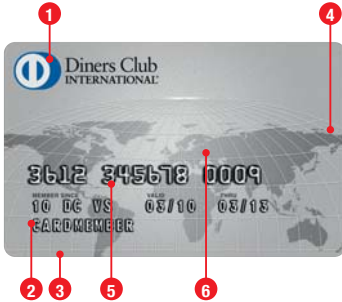 1
4
Diners Club
INTERNATIONAL
3612 345678 0009
MEMBER SINCE VALID THRU
10 DC VS 03/10 03/13
CARDMEMBER
2 3 5 6